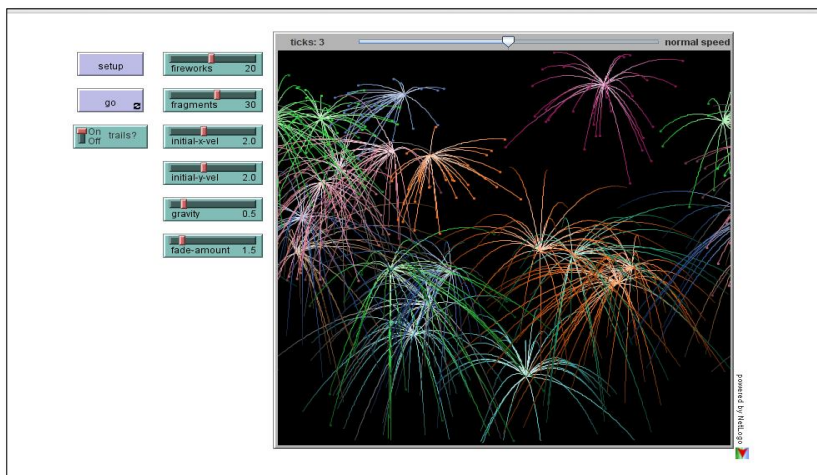 ticks: 3
normal speed
setup
fireworks 20
go
fragments 30
On
Off
trails?
initial-x-vel 2.0
initial-y-vel 2.0
gravity 0.5
fade-amount 1.5
powered by NetLogo